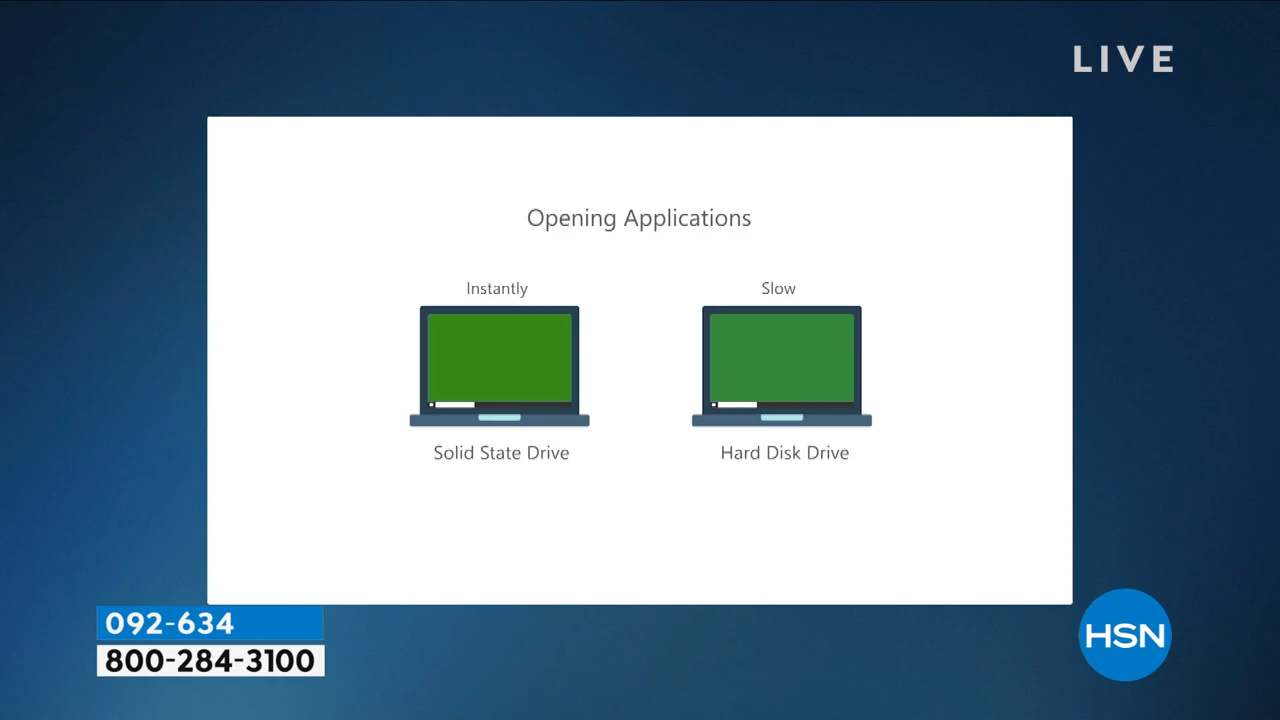 LIVE
Opening Applications
Instantly
Slow
Solid State Drive
Hard Disk Drive
092-634
800-284-3100
HSN